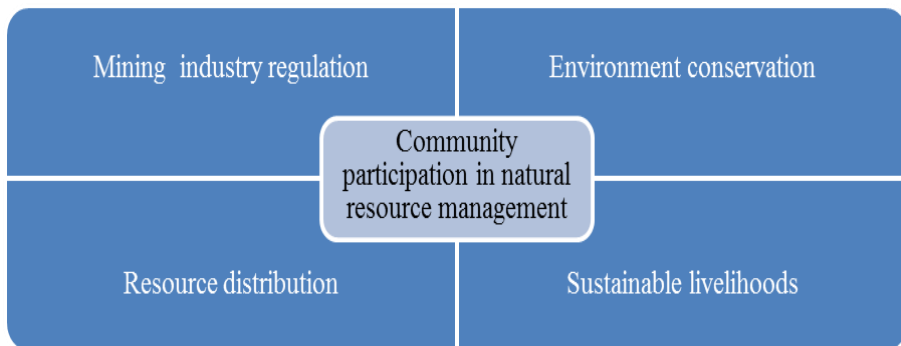 Mining industry regulation
Environment conservation
Community
participation in natural
resource management
Resource distribution
Sustainable livelihoods